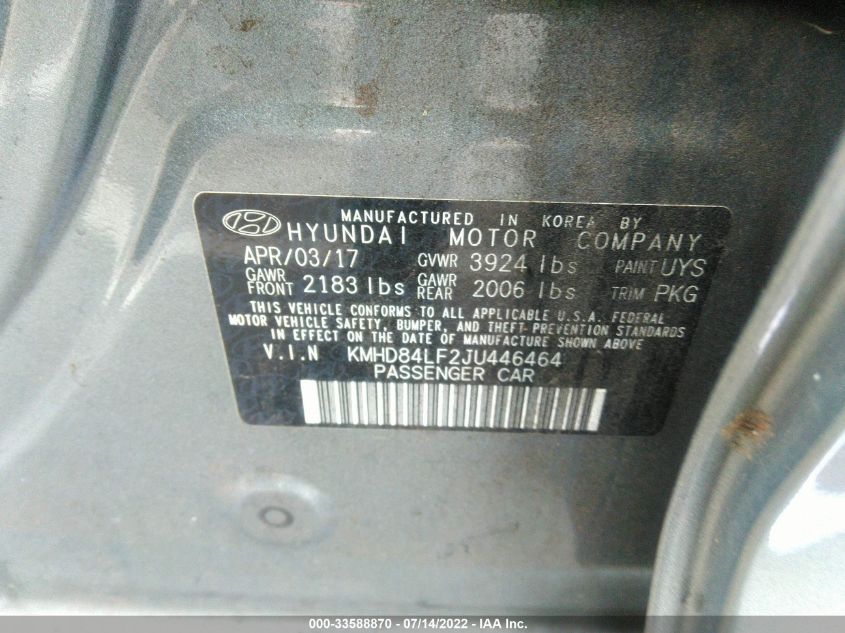 MANUFACTURED IN KOREA BY
HYUNDAI MOTOR COMPANY
APR/03/17 GVWR 3924 lbs PAINT UYS
GAWR FRONT 2183 lbs GAWR REAR 2006 lbs TRIM PKG
THIS VEHICLE CONFORMS TO ALL APPLICABLE U.S.A. FEDERAL
MOTOR VEHICLE SAFETY, BUMPER, AND THEFT PREVENTION STANDARDS
IN EFFECT ON THE DATE OF MANUFACTURE SHOWN ABOVE
V.I.N KMHD84LF2JU446464
PASSENGER CAR
000-33588870 - 07/14/2022 - IAA Inc.